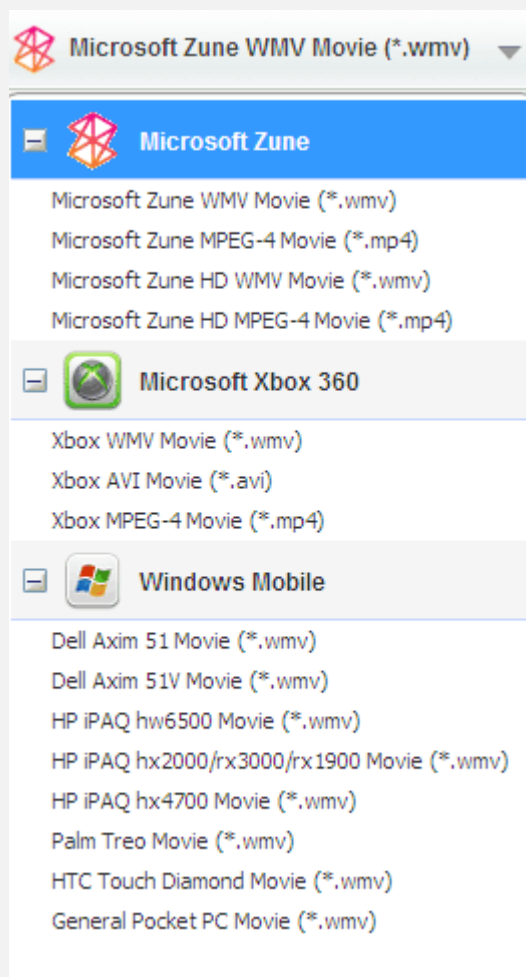 Microsoft Zune WMV Movie (*.wmv)
Microsoft Zune
Microsoft Zune WMV Movie (*.wmv)
Microsoft Zune MPEG-4 Movie (*.mp4)
Microsoft Zune HD WMV Movie (*.wmv)
Microsoft Zune HD MPEG-4 Movie (*.mp4)
Microsoft Xbox 360
Xbox WMV Movie (*.wmv)
Xbox AVI Movie (*.avi)
Xbox MPEG-4 Movie (*.mp4)
Windows Mobile
Dell Axim 51 Movie (*.wmv)
Dell Axim 51V Movie (*.wmv)
HP iPAQ hw6500 Movie (*.wmv)
HP iPAQ hx2000/rx3000/rx1900 Movie (*.wmv)
HP iPAQ hx4700 Movie (*.wmv)
Palm Treo Movie (*.wmv)
HTC Touch Diamond Movie (*.wmv)
General Pocket PC Movie (*.wmv)